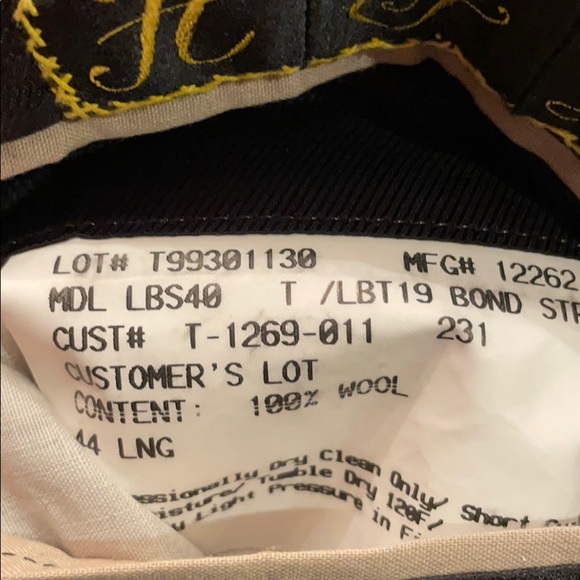 H
LOT# T99301130 MFG# 12262
MDL LBS40 T /LBT19 BOND STR
CUST# T-1269-011 231
CUSTOMER'S LOT
CONTENT: 100% WOOL
44 LNG
Dry Clean Only/ Short
Tumble Dry 120F/
Light Pressure in